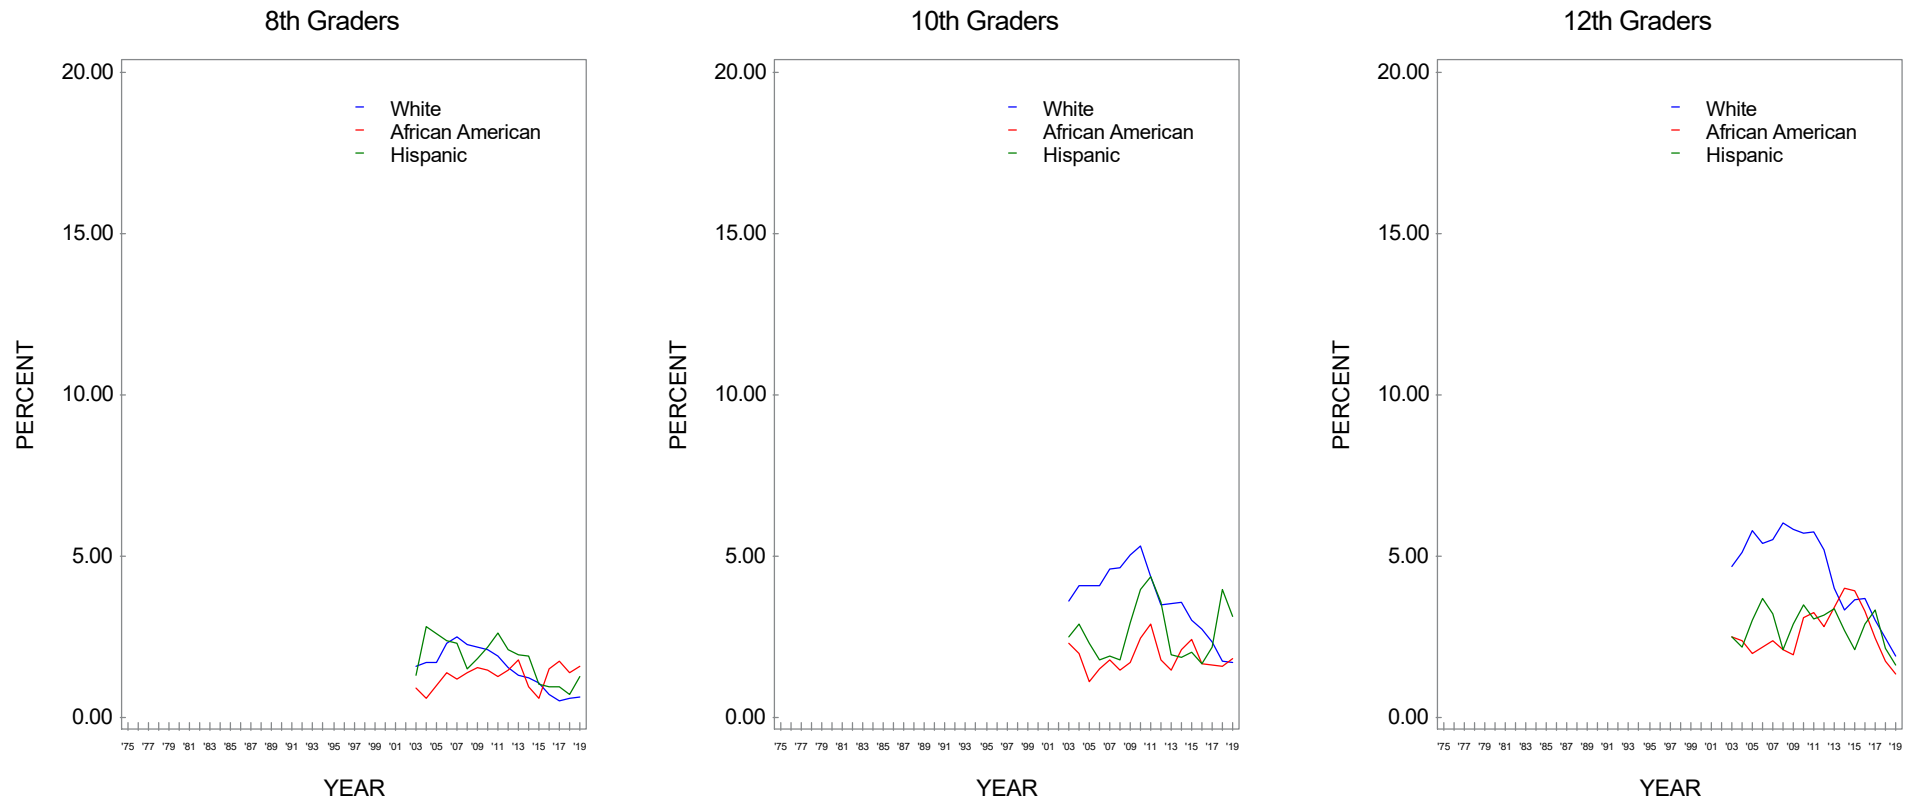 8th Graders
20.00
15.00
10.00
5.00
0.00
PERCENT
White
African American
Hispanic
'75 '77 '79 '81 '83 '85 '87 '89 '91 '93 '95 '97 '99 '01 '03 '05 '07 '09 '11 '13 '15 '17 '19
YEAR
10th Graders
20.00
15.00
10.00
5.00
0.00
PERCENT
White
African American
Hispanic
'75 '77 '79 '81 '83 '85 '87 '89 '91 '93 '95 '97 '99 '01 '03 '05 '07 '09 '11 '13 '15 '17 '19
YEAR
12th Graders
20.00
15.00
10.00
5.00
0.00
PERCENT
White
African American
Hispanic
'75 '77 '79 '81 '83 '85 '87 '89 '91 '93 '95 '97 '99 '01 '03 '05 '07 '09 '11 '13 '15 '17 '19
YEAR